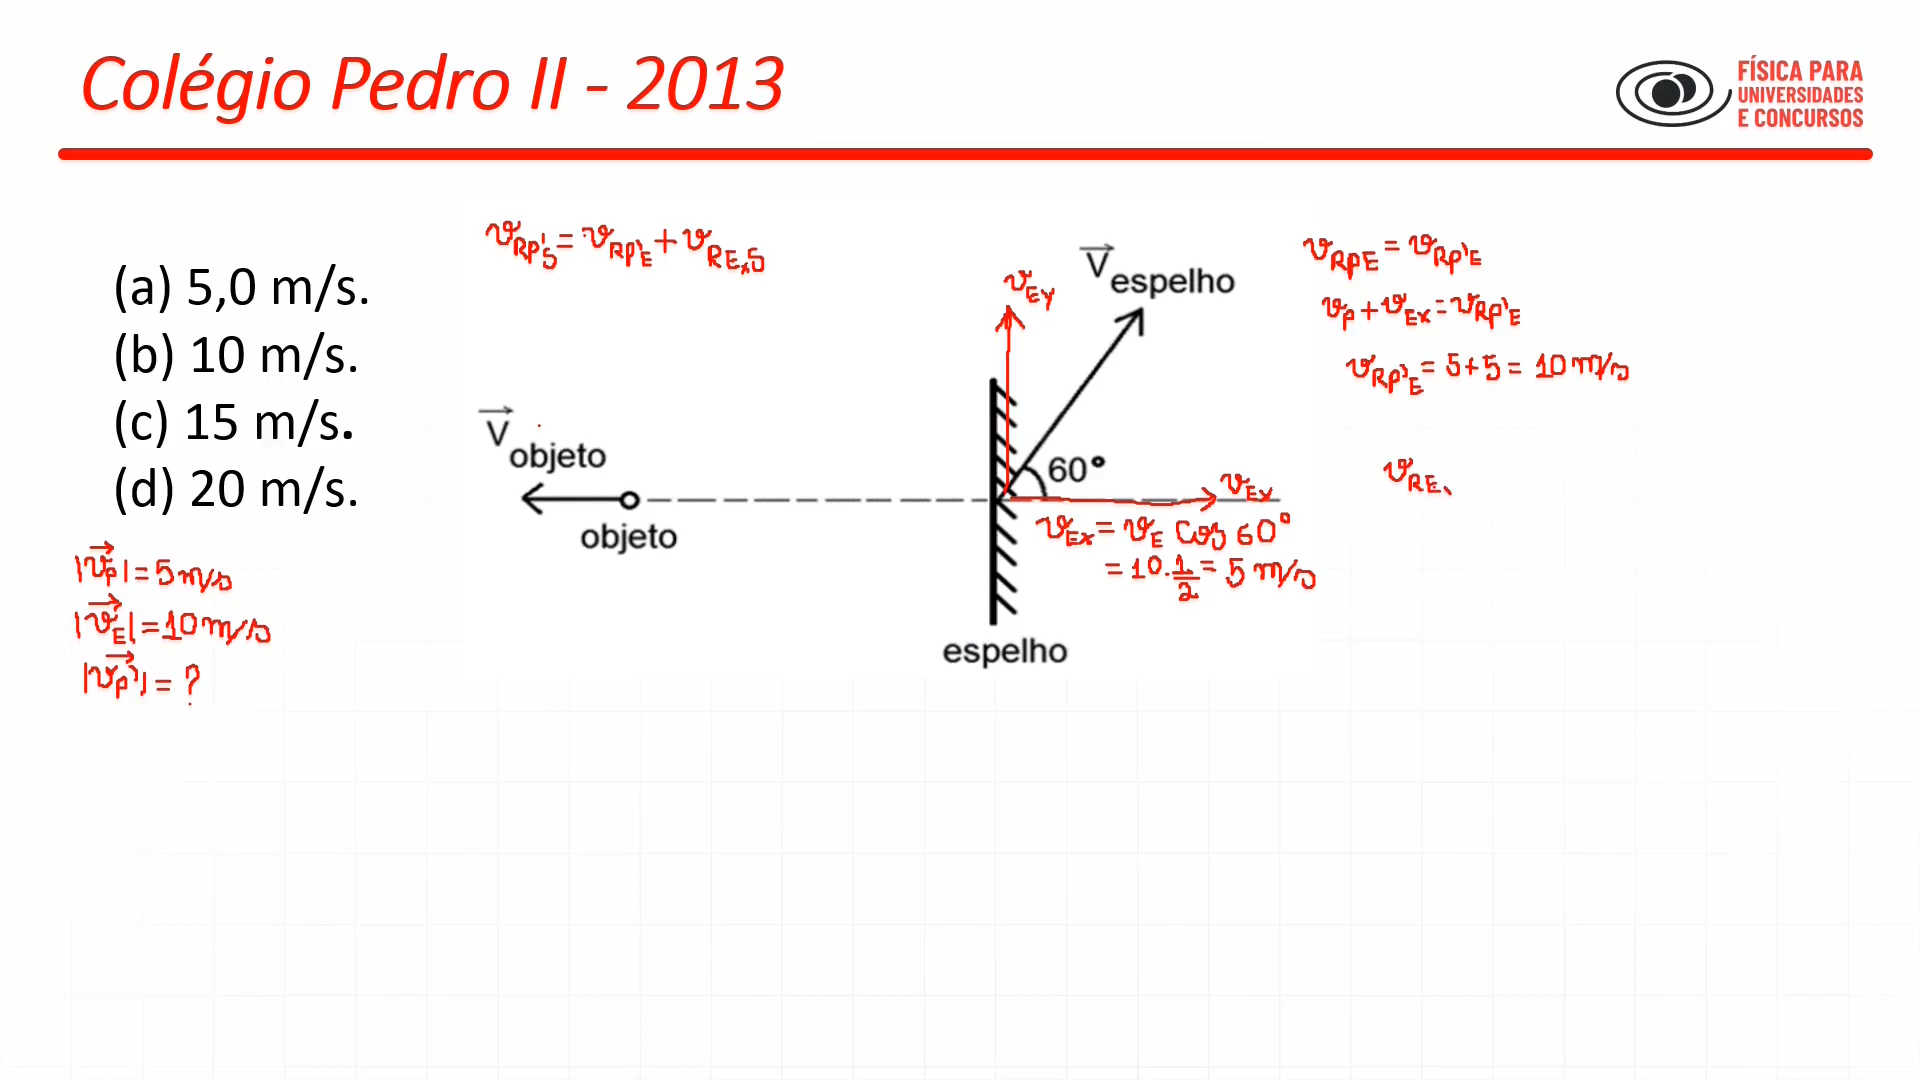 Colégio Pedro II - 2013
FÍSICA PARA
UNIVERSIDADES
E CONCURSOS
(a) 5,0 m/s.
(b) 10 m/s.
(c) 15 m/s.
(d) 20 m/s.
|v⃗P| = 5 m/s
|v⃗E| = 10 m/s
|v⃗P'| = ?
vRP'S = vRP'E + vRExS
V⃗objeto
objeto
vEy
V⃗espelho
60°
vEx
vEx = vE Cos 60°
= 10 . 1/2 = 5 m/s
espelho
vRPE = vRP'E
vP + vEx = vRP'E
vRP'E = 5 + 5 = 10 m/s
vRE